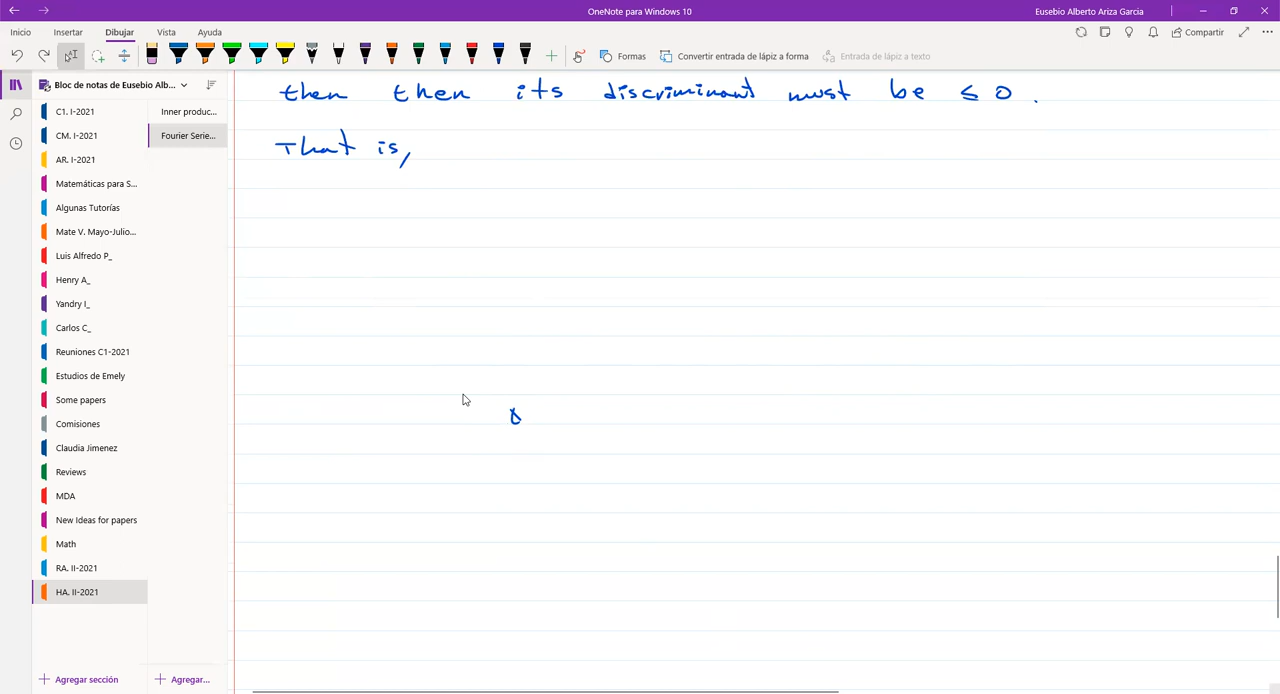 OneNote para Windows 10
Eusebio Alberto Ariza Garcia
Inicio Insertar Dibujar Vista Ayuda
Compartir
Formas
Convertir entrada de lápiz a forma
Entrada de lápiz a texto
Bloc de notas de Eusebio Alb...
C1. I-2021
CM. I-2021
AR. I-2021
Matemáticas para S...
Algunas Tutorías
Mate V. Mayo-Julio...
Luis Alfredo P_
Henry A_
Yandry I_
Carlos C_
Reuniones C1-2021
Estudios de Emely
Some papers
Comisiones
Claudia Jimenez
Reviews
MDA
New Ideas for papers
Math
RA. II-2021
HA. II-2021
Agregar sección
Inner produc...
Fourier Serie...
Agregar...
then then its discriminant must be ≤ 0.
That is,